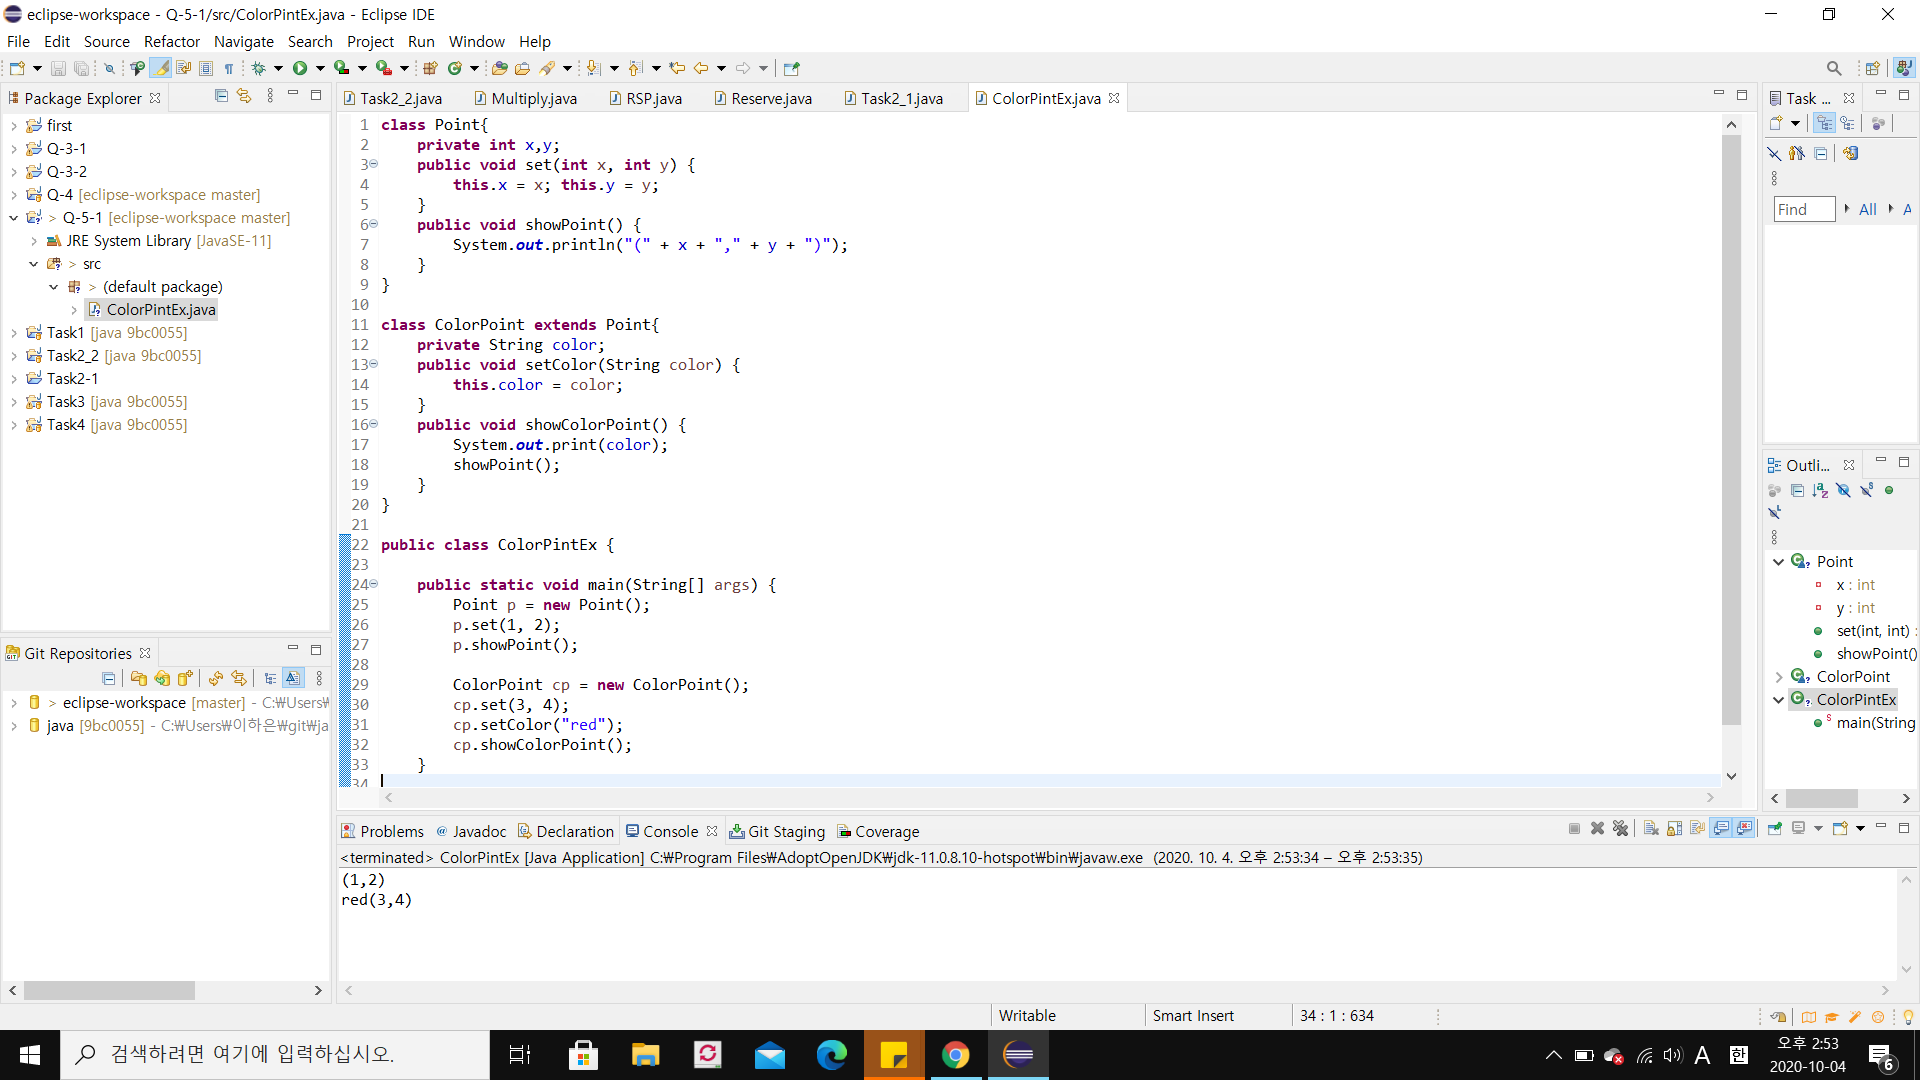 eclipse-workspace - Q-5-1/src/ColorPintEx.java - Eclipse IDE
File Edit Source Refactor Navigate Search Project Run Window Help
Package Explorer
first
Q-3-1
Q-3-2
Q-4 [eclipse-workspace master]
> Q-5-1 [eclipse-workspace master]
JRE System Library [JavaSE-11]
> src
> (default package)
ColorPintEx.java
Task1 [java 9bc0055]
Task2_2 [java 9bc0055]
Task2-1
Task3 [java 9bc0055]
Task4 [java 9bc0055]
Git Repositories
> eclipse-workspace [master] - C:₩Users₩
java [9bc0055] - C:₩Users₩이하은₩git₩ja
Task2_2.java Multiply.java RSP.java Reserve.java Task2_1.java ColorPintEx.java
1 class Point{
2 private int x,y;
3 public void set(int x, int y) {
4 this.x = x; this.y = y;
5 }
6 public void showPoint() {
7 System.out.println("(" + x + "," + y + ")");
8 }
9 }
10
11 class ColorPoint extends Point{
12 private String color;
13 public void setColor(String color) {
14 this.color = color;
15 }
16 public void showColorPoint() {
17 System.out.print(color);
18 showPoint();
19 }
20 }
21
22 public class ColorPintEx {
23
24 public static void main(String[] args) {
25 Point p = new Point();
26 p.set(1, 2);
27 p.showPoint();
28
29 ColorPoint cp = new ColorPoint();
30 cp.set(3, 4);
31 cp.setColor("red");
32 cp.showColorPoint();
33 }
34
Task ...
Find All A
Outli...
Point
x : int
y : int
set(int, int) :
showPoint()
ColorPoint
ColorPintEx
main(String
Problems @ Javadoc Declaration Console Git Staging Coverage
<terminated> ColorPintEx [Java Application] C:₩Program Files₩AdoptOpenJDK₩jdk-11.0.8.10-hotspot₩bin₩javaw.exe (2020. 10. 4. 오후 2:53:34 – 오후 2:53:35)
(1,2)
red(3,4)
Writable Smart Insert 34 : 1 : 634
검색하려면 여기에 입력하십시오.
A 한 오후 2:53
2020-10-04
6